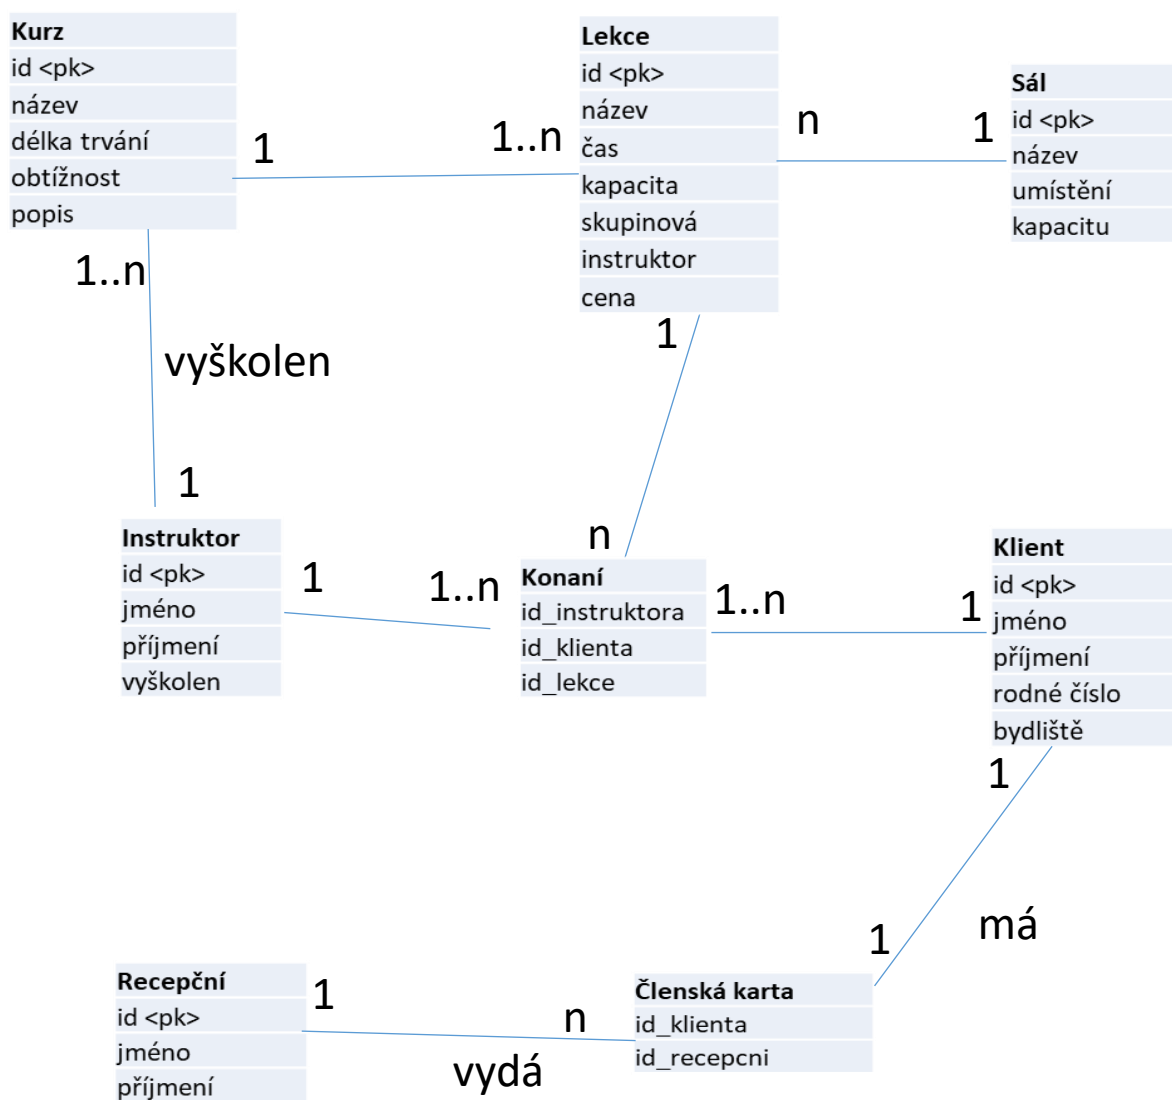 Kurz
id <pk>
název
délka trvání
obtížnost
popis
1
1..n
Lekce
id <pk>
název
čas
kapacita
skupinová
instruktor
cena
n
1
Sál
id <pk>
název
umístění
kapacitu
1..n
vyškolen
1
1
n
Instruktor
id <pk>
jméno
příjmení
vyškolen
1
1..n
Konaní
id_instruktora
id_klienta
id_lekce
1..n
1
Klient
id <pk>
jméno
příjmení
rodné číslo
bydliště
1
má
1
Recepční
id <pk>
jméno
příjmení
1
n
vydá
Členská karta
id_klienta
id_recepcni